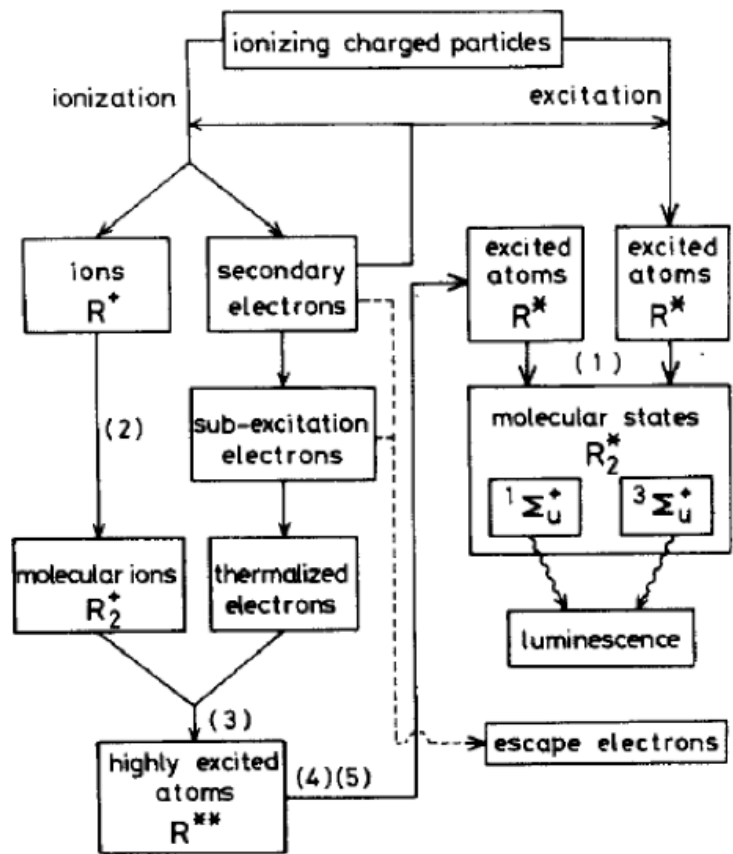 ionizing charged particles
ionization
excitation
ions
R⁺
secondary
electrons
excited
atoms
R*
excited
atoms
R*
(1)
(2)
sub-excitation
electrons
molecular states
R₂*
¹Σᵤ⁺
³Σᵤ⁺
molecular ions
R₂⁺
thermalized
electrons
luminescence
(3)
escape electrons
highly excited
atoms
R**
(4)(5)